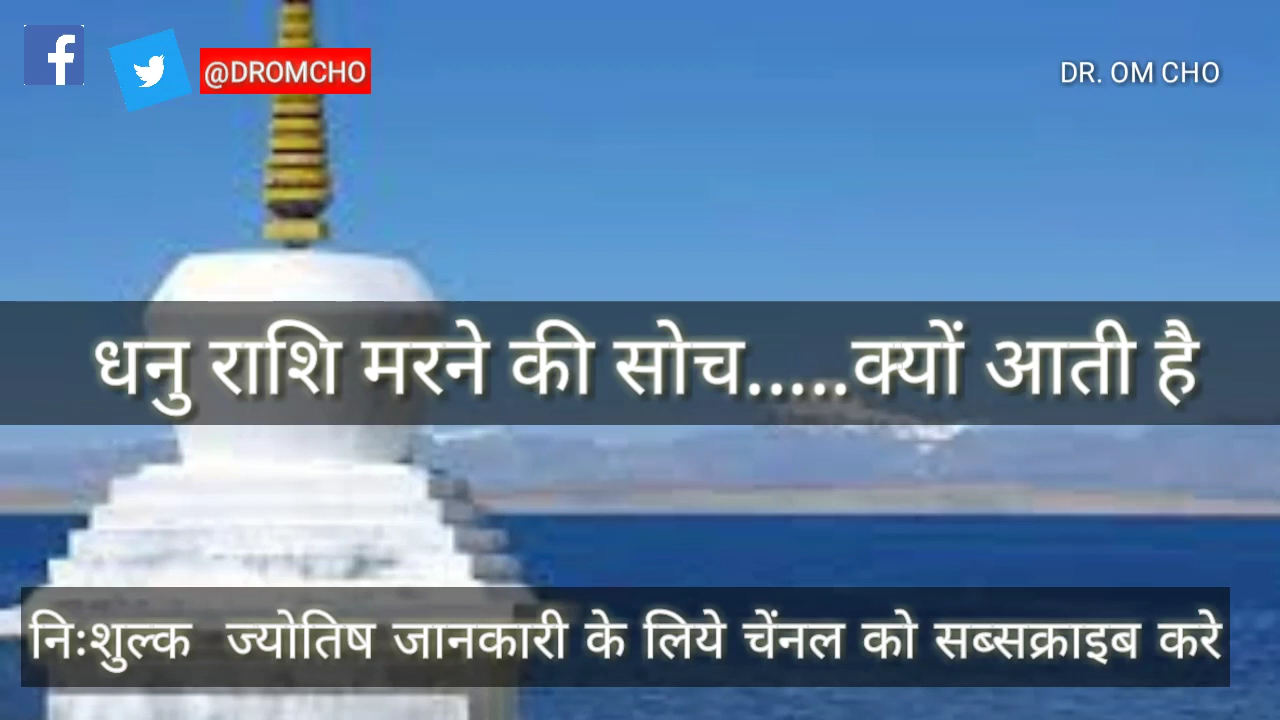 @DROMCHO
DR. OM CHO
धनु राशि मरने की सोच.....क्यों आती है
नि:शुल्क ज्योतिष जानकारी के लिये चेंनल को सब्सक्राइब करे